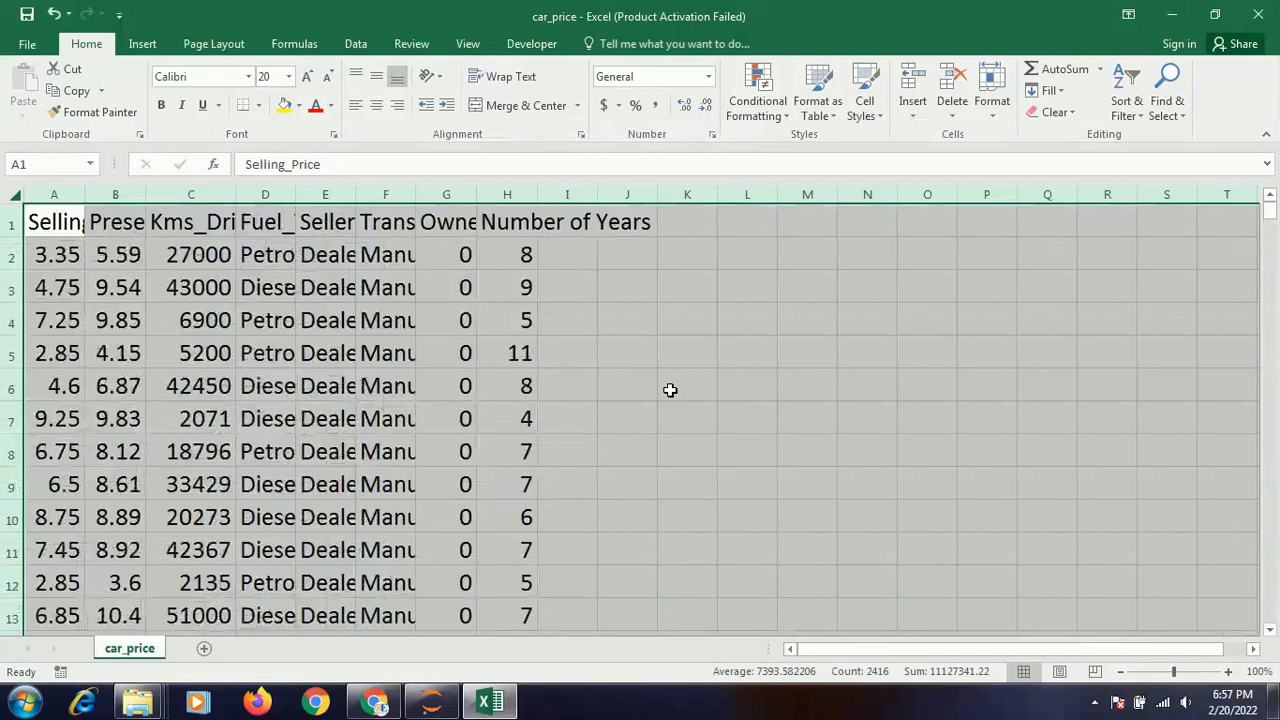 car_price - Excel (Product Activation Failed)
File Home Insert Page Layout Formulas Data Review View Developer Tell me what you want to do... Sign in Share
Paste Cut Copy Format Painter Clipboard
Calibri 20 B I U A Font
Wrap Text Merge & Center Alignment
General $ % , Number
Conditional Formatting Format as Table Cell Styles Styles
Insert Delete Format Cells
AutoSum Fill Clear Sort & Filter Find & Select Editing
A1 fx Selling_Price
A B C D E F G H I J K L M N O P Q R S T
1 Selling Prese Kms_Dri Fuel_ Seller Trans Owne Number of Years
2 3.35 5.59 27000 Petro Deale Manu 0 8
3 4.75 9.54 43000 Diese Deale Manu 0 9
4 7.25 9.85 6900 Petro Deale Manu 0 5
5 2.85 4.15 5200 Petro Deale Manu 0 11
6 4.6 6.87 42450 Diese Deale Manu 0 8
7 9.25 9.83 2071 Diese Deale Manu 0 4
8 6.75 8.12 18796 Petro Deale Manu 0 7
9 6.5 8.61 33429 Diese Deale Manu 0 7
10 8.75 8.89 20273 Diese Deale Manu 0 6
11 7.45 8.92 42367 Diese Deale Manu 0 7
12 2.85 3.6 2135 Petro Deale Manu 0 5
13 6.85 10.4 51000 Diese Deale Manu 0 7
car_price
Ready Average: 7393.582206 Count: 2416 Sum: 11127341.22 100%
6:57 PM
2/20/2022